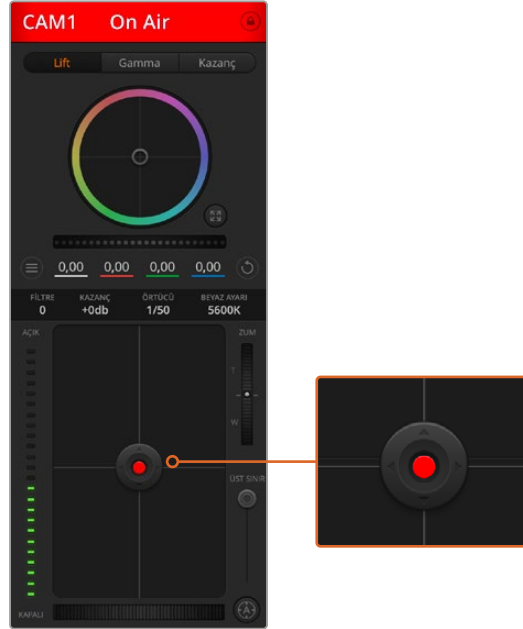 CAM1 On Air
Lift Gamma Kazanç
0,00 0,00 0,00 0,00
FİLTRE KAZANÇ ÖRTÜCÜ BEYAZ AYARI
0 +0db 1/50 5600K
AÇIK ZUM
T
W
ÜST SINIR
KAPALI A